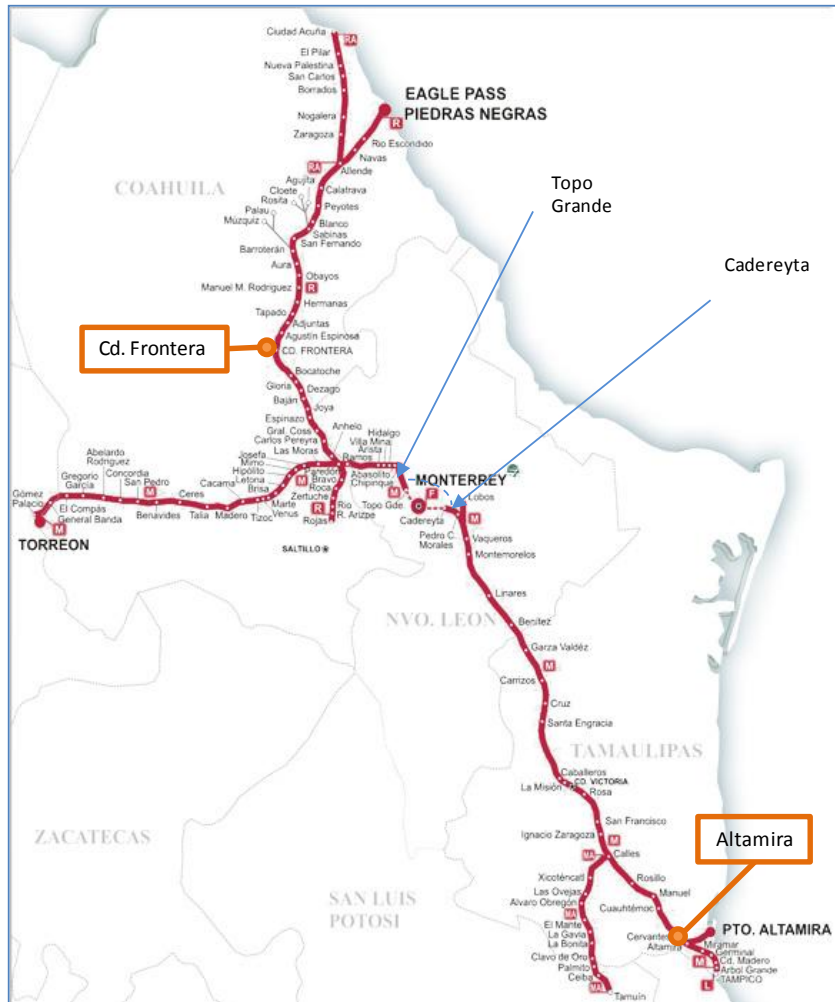 Ciudad Acuña
RA
El Pilar
Nueva Palestina
San Carlos
Borrados
Nogalera
Zaragoza
RA
Allende
EAGLE PASS
PIEDRAS NEGRAS
R
Rio Escondido
Navas
Calatrava
Peyotes
Agujita
Cloete
Rosita
Palau
Múzquiz
Blanco
Sabinas
San Fernando
Barroterán
Aura
Obayos
Manuel M. Rodriguez
R
Hermanas
Tapado
Adjuntas
Agustín Espinosa
CD. FRONTERA
Cd. Frontera
COAHUILA
Topo
Grande
Cadereyta
Bocatoche
Gloria
Dezago
Baján
Joya
Espinazo
Gral. Coss
Carlos Pereyra
Las Moras
Anhelo
Hidalgo
Villa Mina
Arista
Ramos
Abasolito
Chipinque
Josefa
Mimo
Hipólito
Letona
Brisa
Cacama
Paredón
M
Bravo
Roca
Zertuche
R
Rojas
Rio
R. Arizpe
SALTILLO
Marte
Venus
Tizoc
Madero
Talia
Ceres
Benavides
San Pedro
M
Concordia
Abelardo
Rodriguez
Gregorio
García
El Compás
General Banda
Gómez
Palacio
M
TORREON
MONTERREY
M
F
Topo Gde.
Cadereyta
Lobos
M
Pedro C.
Morales
Vaqueros
Montemorelos
Linares
NVO. LEON
Benítez
Garza Valdéz
M
Carrizos
Cruz
Santa Engracia
TAMAULIPAS
Caballeros
CD. VICTORIA
La Misión
Rosa
San Francisco
Ignacio Zaragoza
M
MA
Calles
Xicoténcatl
Las Ovejas
Alvaro Obregón
MA
El Mante
La Gavia
La Bonita
Clavo de Oro
Palmito
Ceiba
MA
Tamuín
Rosillo
Manuel
Cuauhtémoc
Altamira
Cervantes
Altamira
PTO. ALTAMIRA
Miramar
Germinal
M
Cd. Madero
Arbol Grande
L
TAMPICO
ZACATECAS
SAN LUIS
POTOSI